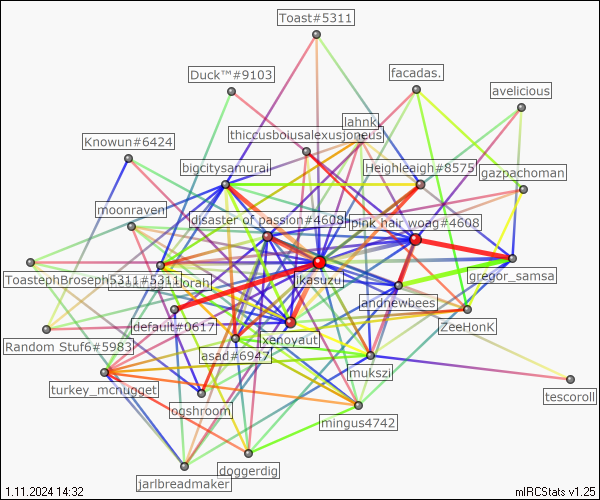 Toast#5311
Duck™#9103
facadas.
avelicious
lahnk
thiccusboiusalexusjoneus
Knowun#6424
bigcitysamurai
Heighleaigh#8575
gazpachoman
moonraven
disaster of passion#4608
pink hair woag#4608
ToastephBroseph5311#5311
orah
ikasuzu
gregor_samsa
andnewbees
default#0617
ZeeHonK
Random Stuf6#5983
xenoyaut
asad#6947
mukszi
turkey_mcnugget
tescoroll
ogshroom
mingus4742
doggerdig
jarlbreadmaker
1.11.2024 14:32
mIRCStats v1.25